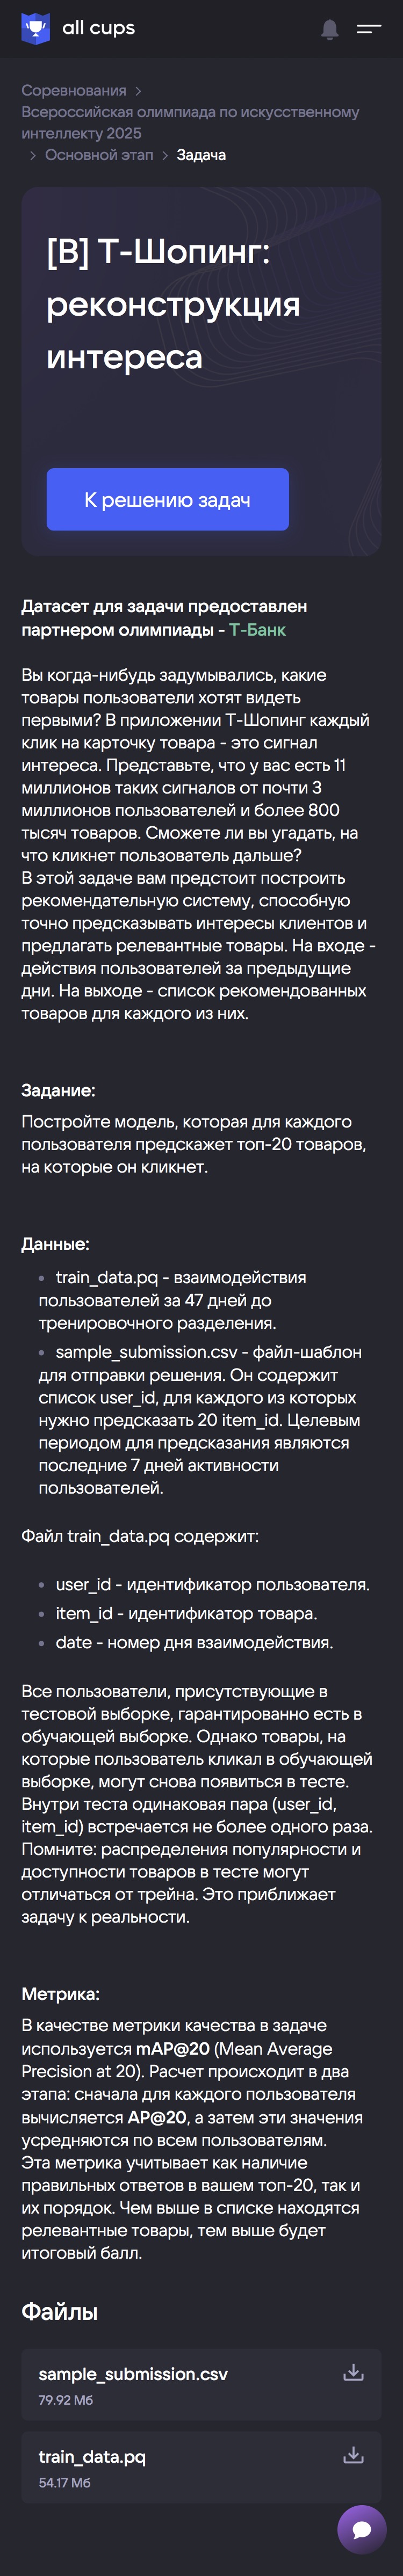 all cups
Соревнования
Всероссийская олимпиада по искусственному
интеллекту 2025
Основной этап
Задача
[B] Т-Шопинг:
реконструкция
интереса
К решению задач
Датасет для задачи предоставлен
партнером олимпиады - Т-Банк
Вы когда-нибудь задумывались, какие
товары пользователи хотят видеть
первыми? В приложении Т-Шопинг каждый
клик на карточку товара - это сигнал
интереса. Представьте, что у вас есть 11
миллионов таких сигналов от почти 3
миллионов пользователей и более 800
тысяч товаров. Сможете ли вы угадать, на
что кликнет пользователь дальше?
В этой задаче вам предстоит построить
рекомендательную систему, способную
точно предсказывать интересы клиентов и
предлагать релевантные товары. На входе -
действия пользователей за предыдущие
дни. На выходе - список рекомендованных
товаров для каждого из них.
Задание:
Постройте модель, которая для каждого
пользователя предскажет топ-20 товаров,
на которые он кликнет.
Данные:
train_data.pq - взаимодействия
пользователей за 47 дней до
тренировочного разделения.
sample_submission.csv - файл-шаблон
для отправки решения. Он содержит
список user_id, для каждого из которых
нужно предсказать 20 item_id. Целевым
периодом для предсказания являются
последние 7 дней активности
пользователей.
Файл train_data.pq содержит:
user_id - идентификатор пользователя.
item_id - идентификатор товара.
date - номер дня взаимодействия.
Все пользователи, присутствующие в
тестовой выборке, гарантированно есть в
обучающей выборке. Однако товары, на
которые пользователь кликал в обучающей
выборке, могут снова появиться в тесте.
Внутри теста одинаковая пара (user_id,
item_id) встречается не более одного раза.
Помните: распределения популярности и
доступности товаров в тесте могут
отличаться от трейна. Это приближает
задачу к реальности.
Метрика:
В качестве метрики качества в задаче
используется mAP@20 (Mean Average
Precision at 20). Расчет происходит в два
этапа: сначала для каждого пользователя
вычисляется AP@20, а затем эти значения
усредняются по всем пользователям.
Эта метрика учитывает как наличие
правильных ответов в вашем топ-20, так и
их порядок. Чем выше в списке находятся
релевантные товары, тем выше будет
итоговый балл.
Файлы
sample_submission.csv
79.92 Мб
train_data.pq
54.17 Мб